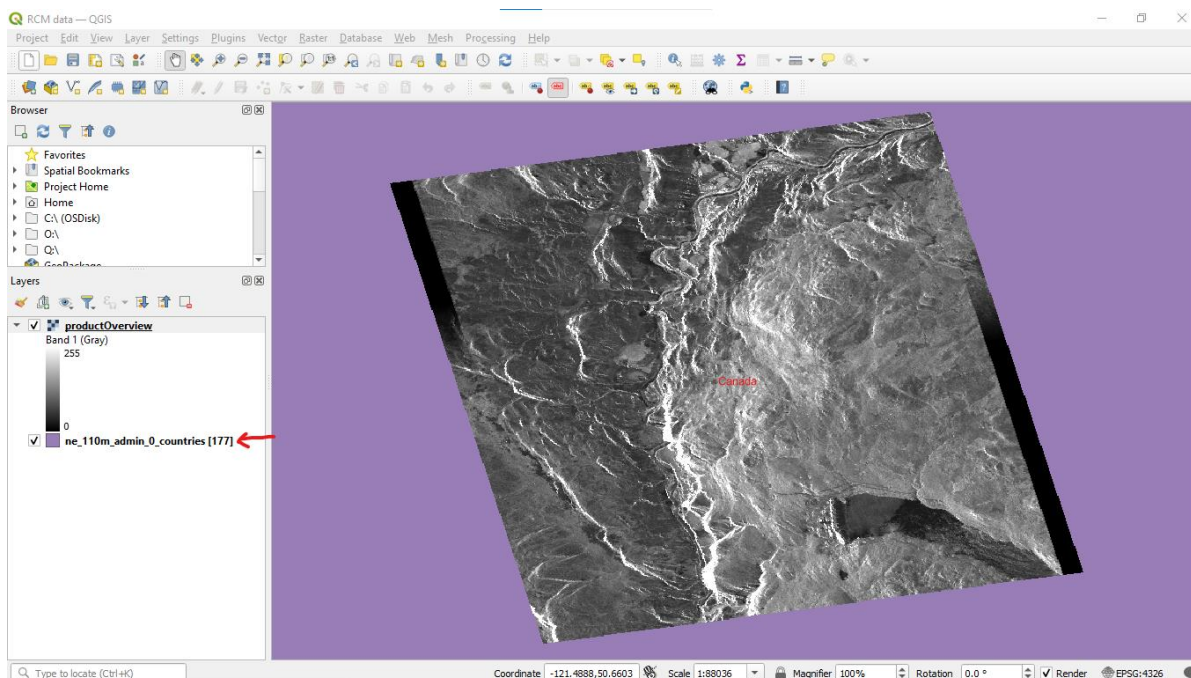 RCM data — QGIS
Project Edit View Layer Settings Plugins Vector Raster Database Web Mesh Processing Help
Browser
Favorites
Spatial Bookmarks
Project Home
Home
C:\ (OSDisk)
O:\
Q:\
GeoPackage
Layers
productOverview
Band 1 (Gray)
255
0
ne_110m_admin_0_countries [177]
Canada
Type to locate (Ctrl+K)
Coordinate -121.4888,50.6603 Scale 1:88036 Magnifier 100% Rotation 0.0 ° Render EPSG:4326